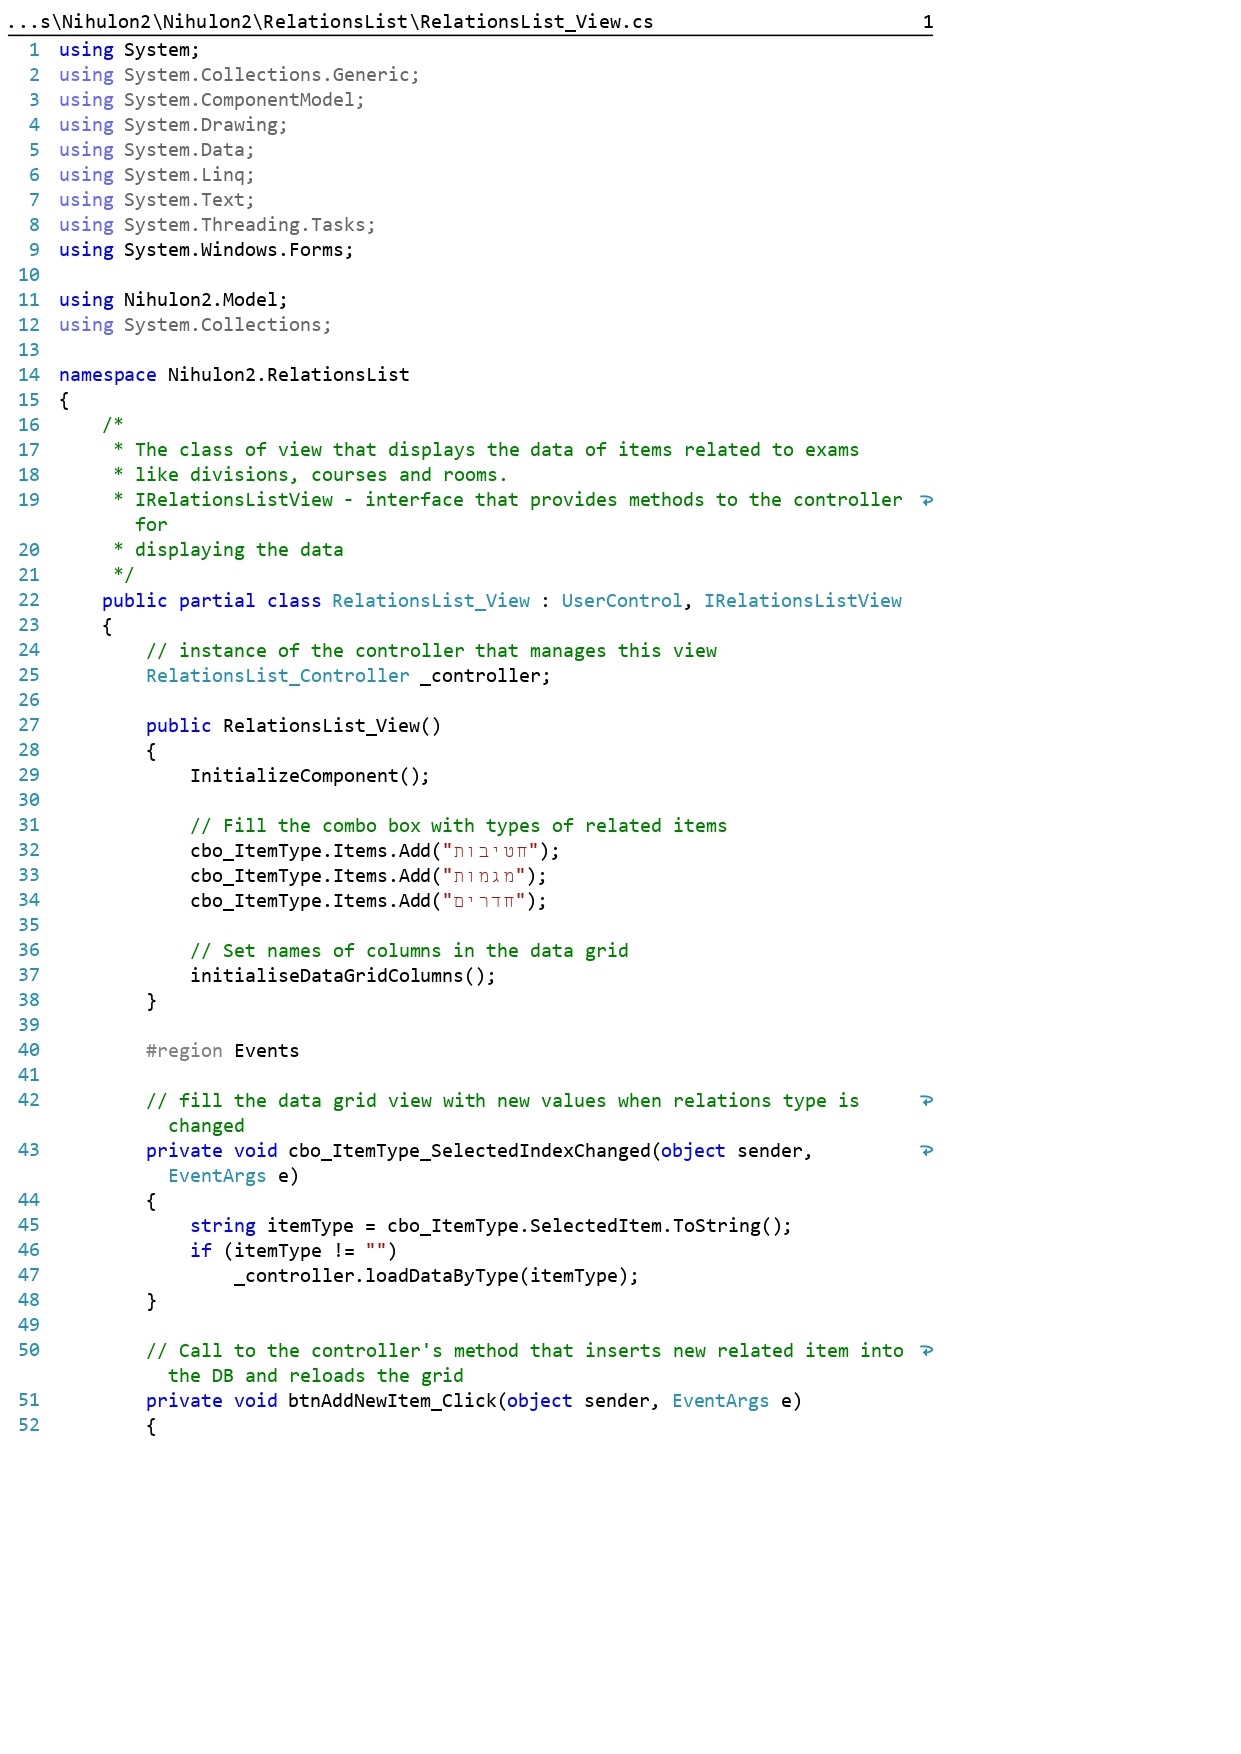 ...s\Nihulon2\Nihulon2\RelationsList\RelationsList_View.cs 1
1 using System;
2 using System.Collections.Generic;
3 using System.ComponentModel;
4 using System.Drawing;
5 using System.Data;
6 using System.Linq;
7 using System.Text;
8 using System.Threading.Tasks;
9 using System.Windows.Forms;
10
11 using Nihulon2.Model;
12 using System.Collections;
13
14 namespace Nihulon2.RelationsList
15 {
16     /*
17      * The class of view that displays the data of items related to exams
18      * like divisions, courses and rooms.
19      * IRelationsListView - interface that provides methods to the controller
       for
20      * displaying the data
21      */
22     public partial class RelationsList_View : UserControl, IRelationsListView
23     {
24         // instance of the controller that manages this view
25         RelationsList_Controller _controller;
26
27         public RelationsList_View()
28         {
29             InitializeComponent();
30
31             // Fill the combo box with types of related items
32             cbo_ItemType.Items.Add("חטיבות");
33             cbo_ItemType.Items.Add("מגמות");
34             cbo_ItemType.Items.Add("חדרים");
35
36             // Set names of columns in the data grid
37             initialiseDataGridColumns();
38         }
39
40         #region Events
41
42         // fill the data grid view with new values when relations type is
           changed
43         private void cbo_ItemType_SelectedIndexChanged(object sender,
           EventArgs e)
44         {
45             string itemType = cbo_ItemType.SelectedItem.ToString();
46             if (itemType != "")
47                 _controller.loadDataByType(itemType);
48         }
49
50         // Call to the controller's method that inserts new related item into
           the DB and reloads the grid
51         private void btnAddNewItem_Click(object sender, EventArgs e)
52         {